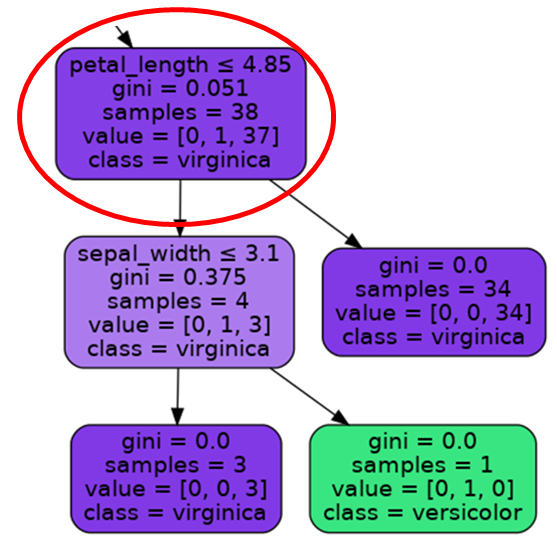 petal_length ≤ 4.85
gini = 0.051
samples = 38
value = [0, 1, 37]
class = virginica
sepal_width ≤ 3.1
gini = 0.375
samples = 4
value = [0, 1, 3]
class = virginica
gini = 0.0
samples = 34
value = [0, 0, 34]
class = virginica
gini = 0.0
samples = 3
value = [0, 0, 3]
class = virginica
gini = 0.0
samples = 1
value = [0, 1, 0]
class = versicolor